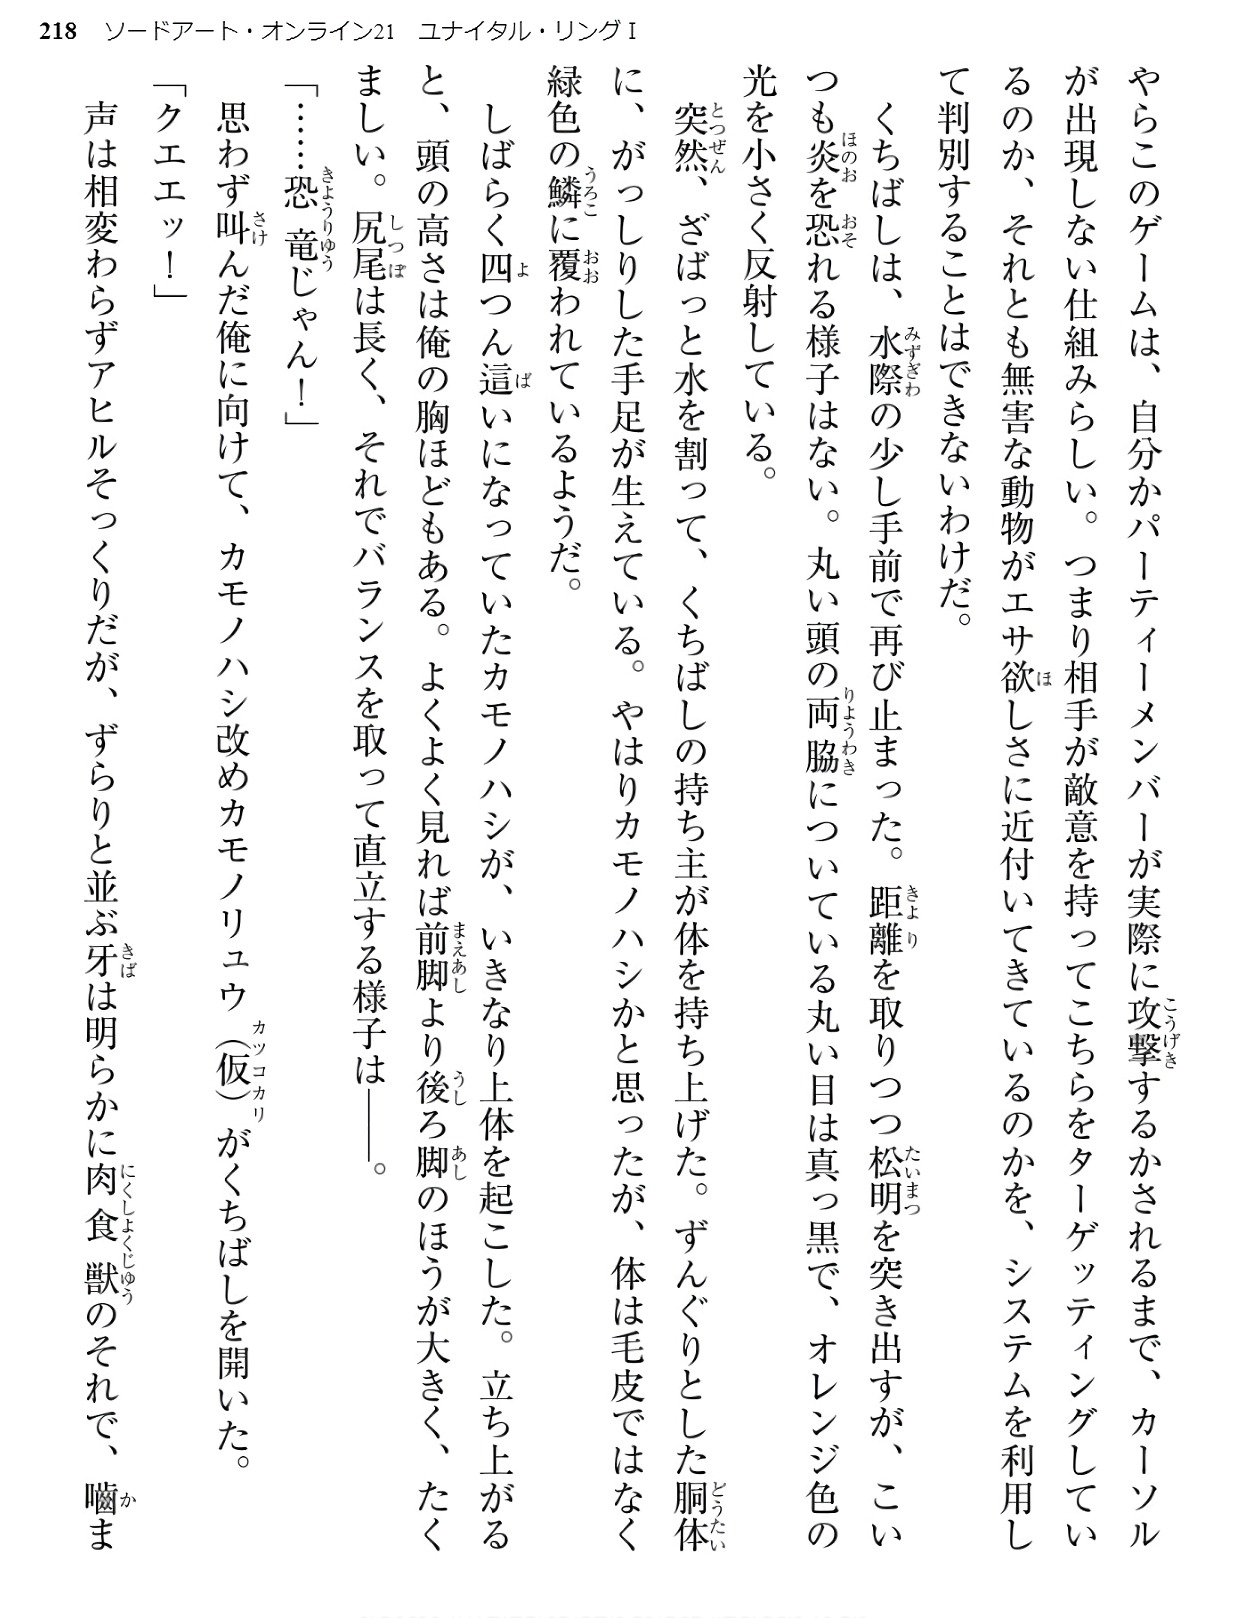 218　ソードアート・オンライン21　ユナイタル・リングⅠ
やらこのゲームは、自分かパーティーメンバーが実際に攻撃するかされるまで、カーソル
が出現しない仕組みらしい。つまり相手が敵意を持ってこちらをターゲッティングしてい
るのか、それとも無害な動物がエサ欲しさに近付いてきているのかを、システムを利用し
て判別することはできないわけだ。
　くちばしは、水際の少し手前で再び止まった。距離を取りつつ松明を突き出すが、こい
つも炎を恐れる様子はない。丸い頭の両脇についている丸い目は真っ黒で、オレンジ色の
光を小さく反射している。
　突然、ざばっと水を割って、くちばしの持ち主が体を持ち上げた。ずんぐりとした胴体
に、がっしりした手足が生えている。やはりカモノハシかと思ったが、体は毛皮ではなく
緑色の鱗に覆われているようだ。
　しばらく四つん這いになっていたカモノハシが、いきなり上体を起こした。立ち上がる
と、頭の高さは俺の胸ほどもある。よくよく見れば前脚より後ろ脚のほうが大きく、たく
ましい。尻尾は長く、それでバランスを取って直立する様子は――。
「……恐竜じゃん！」
　思わず叫んだ俺に向けて、カモノハシ改めカモノリュウ（仮）がくちばしを開いた。
「クエエッ！」
　声は相変わらずアヒルそっくりだが、ずらりと並ぶ牙は明らかに肉食獣のそれで、嚙ま